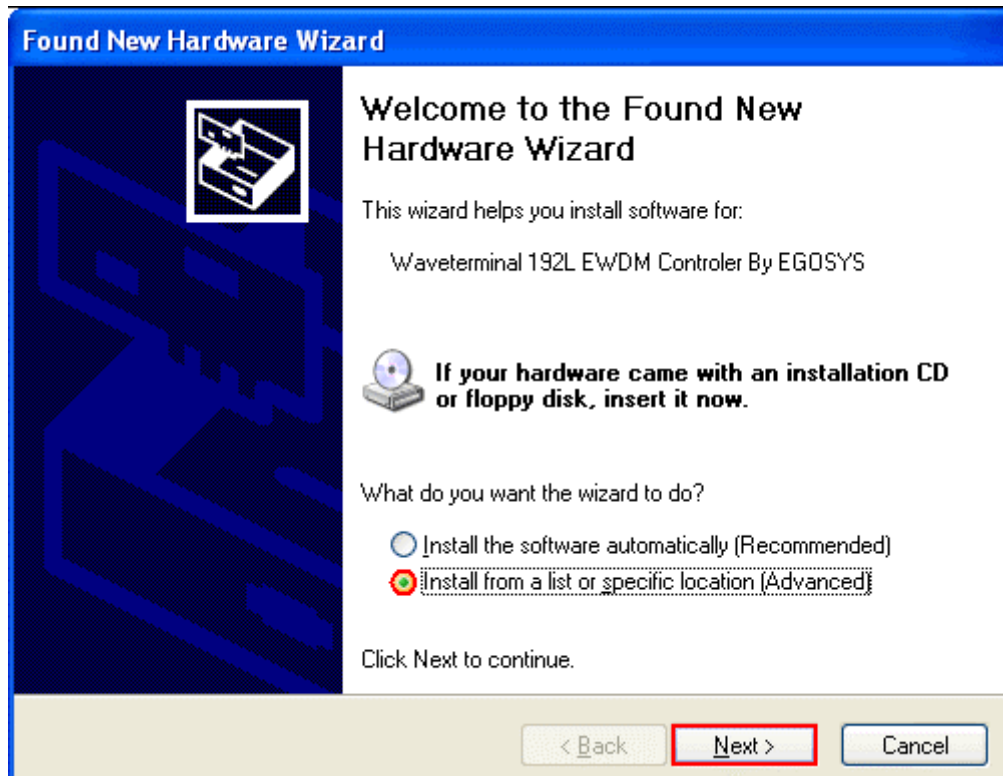 Found New Hardware Wizard
Welcome to the Found New
Hardware Wizard
This wizard helps you install software for:
Waveterminal 192L EWDM Controler By EGOSYS
If your hardware came with an installation CD
or floppy disk, insert it now.
What do you want the wizard to do?
Install the software automatically (Recommended)
Install from a list or specific location (Advanced)
Click Next to continue.
< Back Next > Cancel